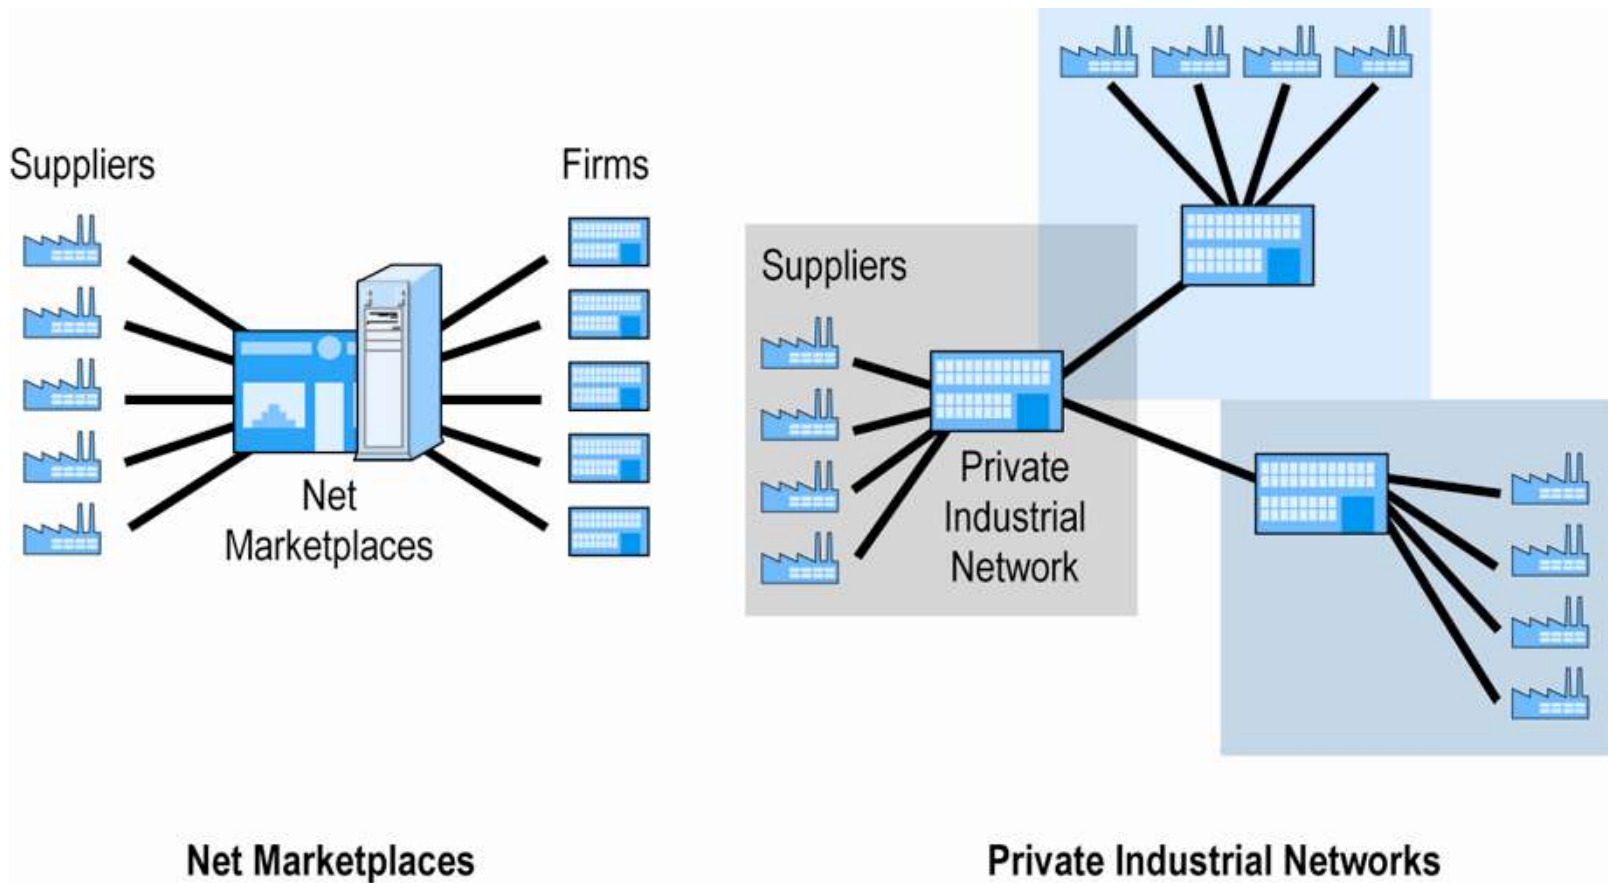 Suppliers
Firms
Net
Marketplaces
Suppliers
Private
Industrial
Network
Net Marketplaces
Private Industrial Networks